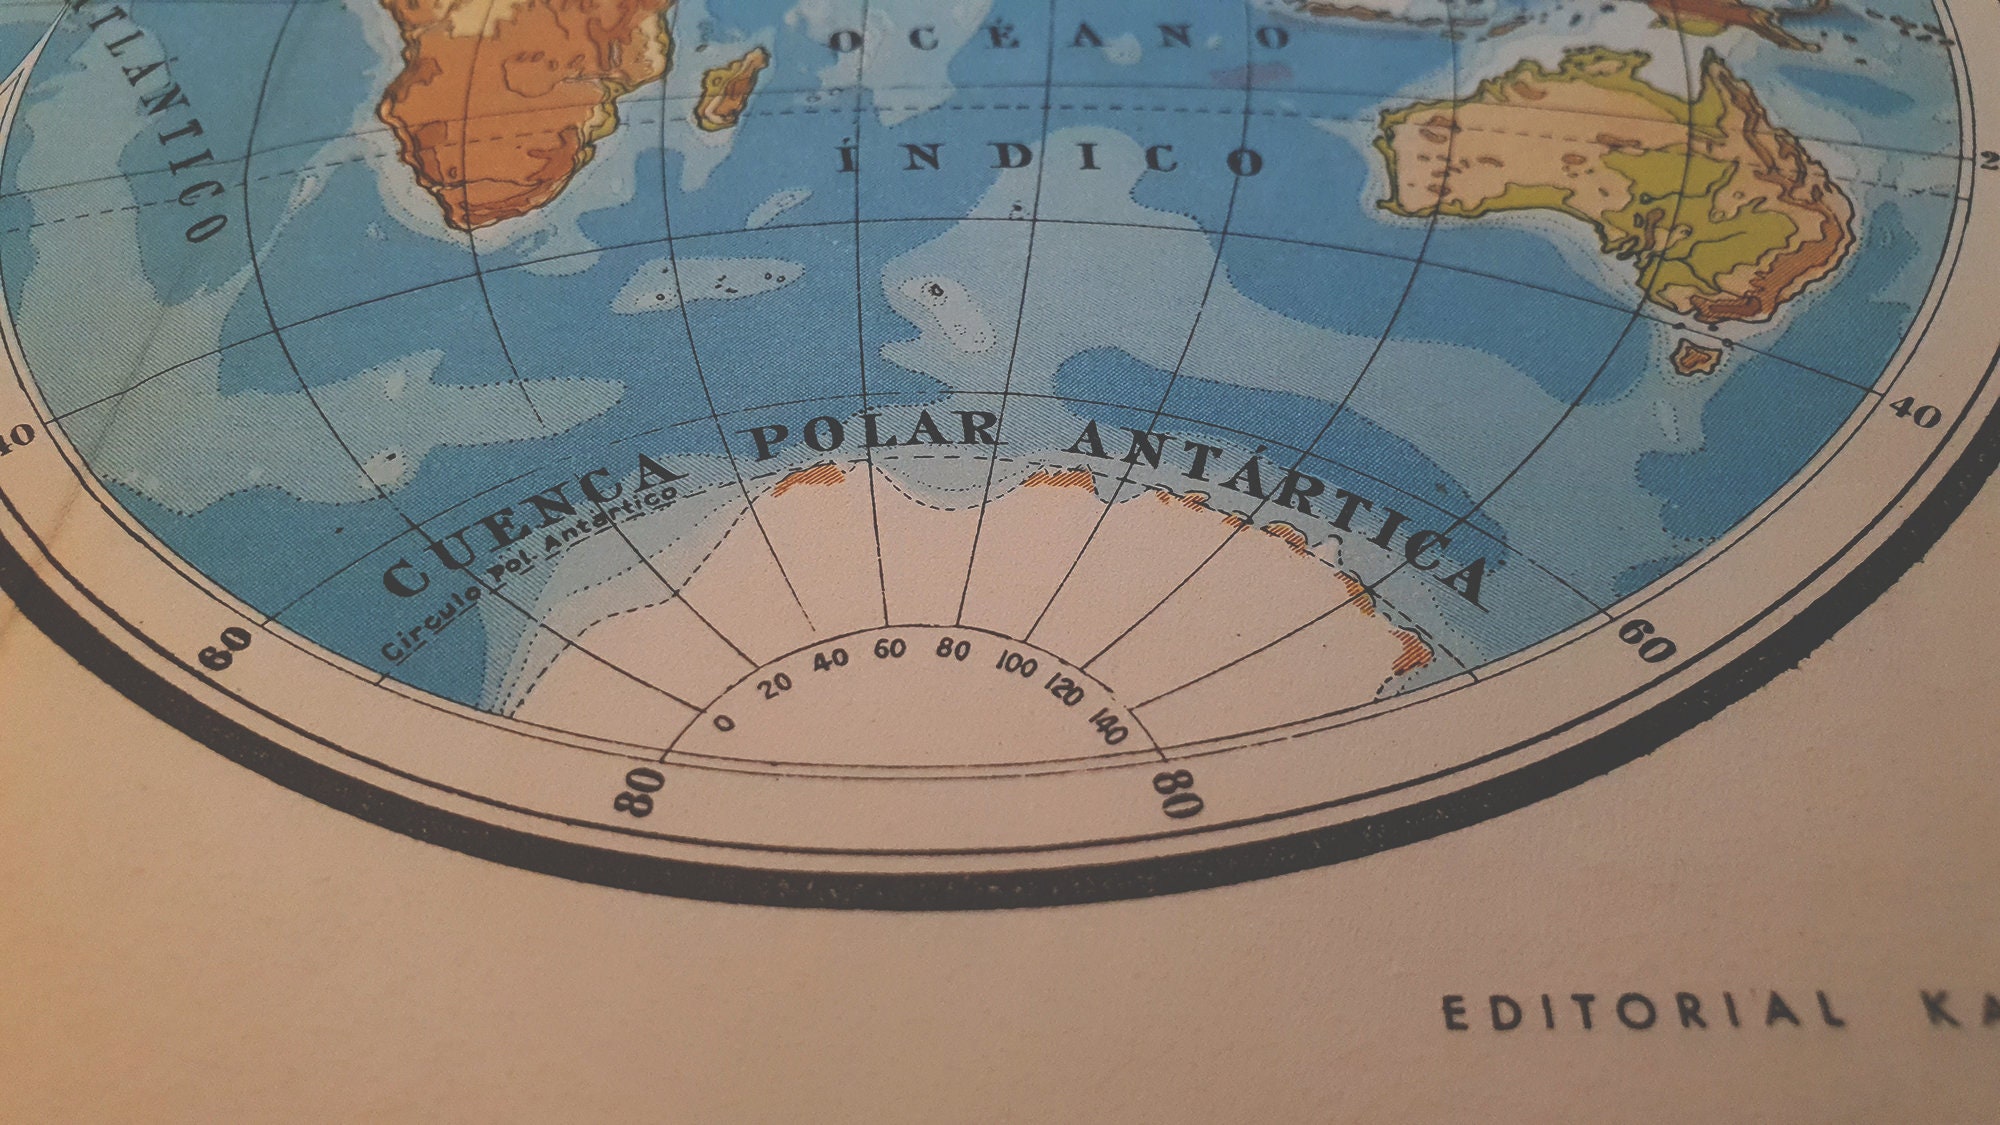 OCÉANO
ATLÁNTICO
ÍNDICO
2
40
40
CUENCA POLAR ANTÁRTICA
Círculo Pol. Antártico
60
60
0 20 40 60 80 100 120 140
80
80
EDITORIAL